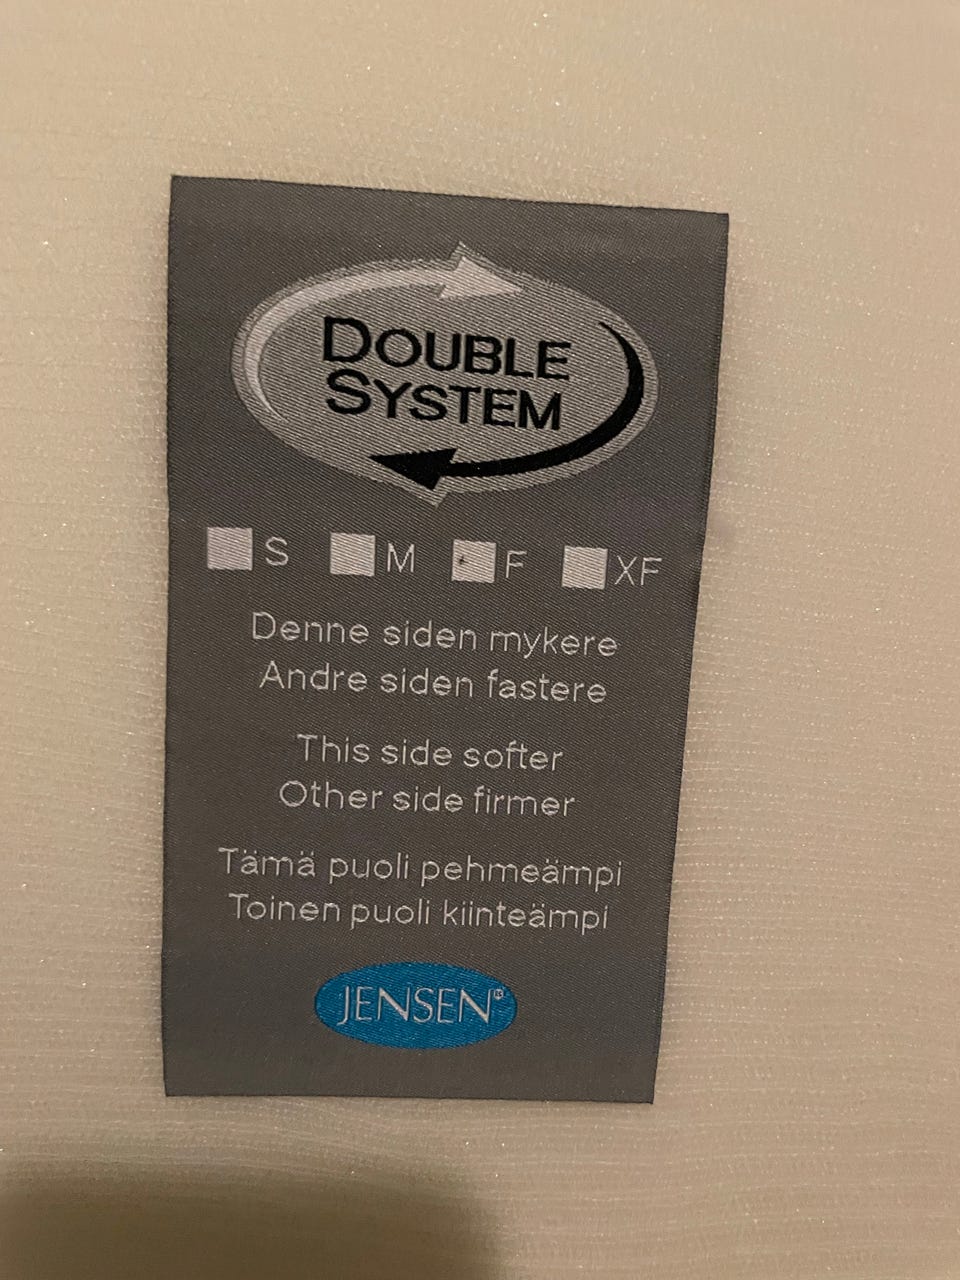 DOUBLE
SYSTEM
S M F XF
Denne siden mykere
Andre siden fastere
This side softer
Other side firmer
Tämä puoli pehmeämpi
Toinen puoli kiinteämpi
JENSEN®